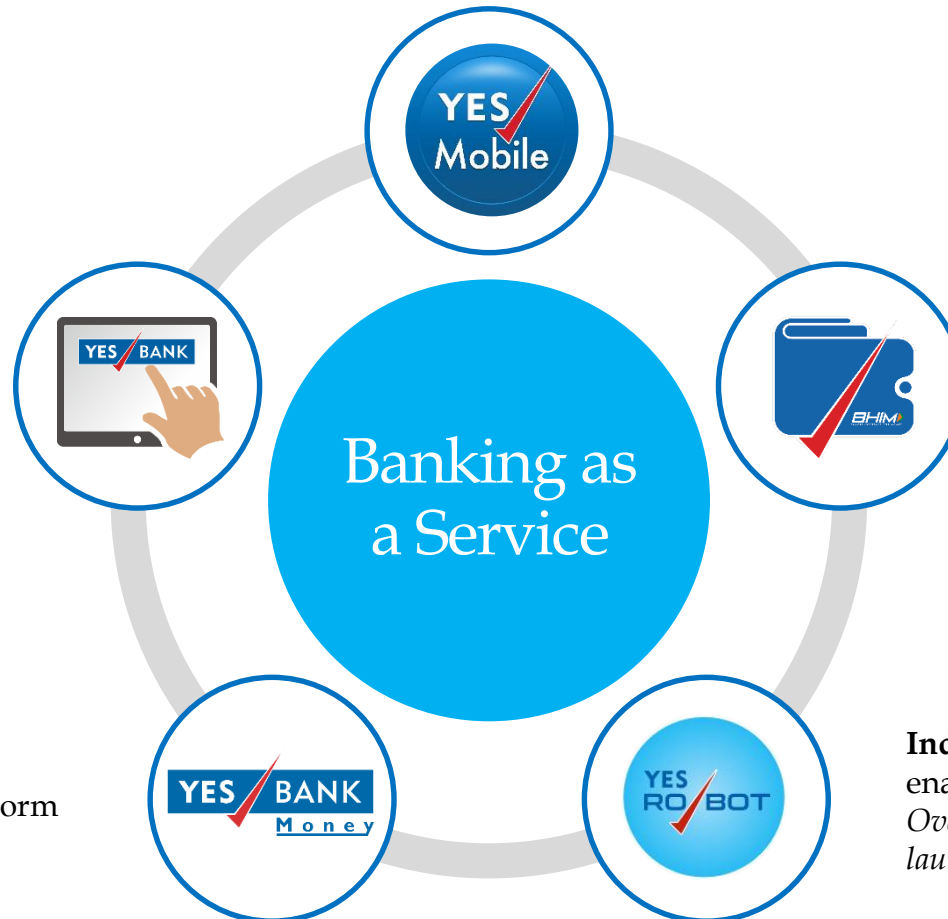 YES
Mobile
YES BANK
BHIM
Banking as
a Service
YES BANK
Money
YES
ROBOT
orm
Inc
ena
Ov
lau